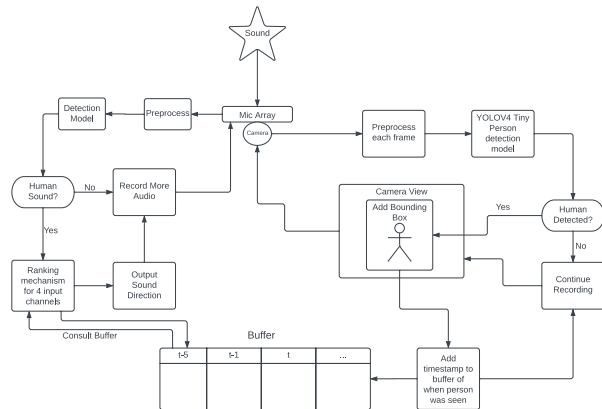 Sound
Detection
Model
Preprocess
Mic Array
Camera
Preprocess
each frame
YOLOV4 Tiny
Person
detection
model
Human
Sound?
No
Record More
Audio
Camera View
Add Bounding
Box
Yes
Human
Detected?
Yes
No
Ranking
mechanism
for 4 input
channels
Output
Sound
Direction
Continue
Recording
Consult Buffer
Buffer
t-5
t-1
t
...
Add
timestamp to
buffer of
when person
was seen